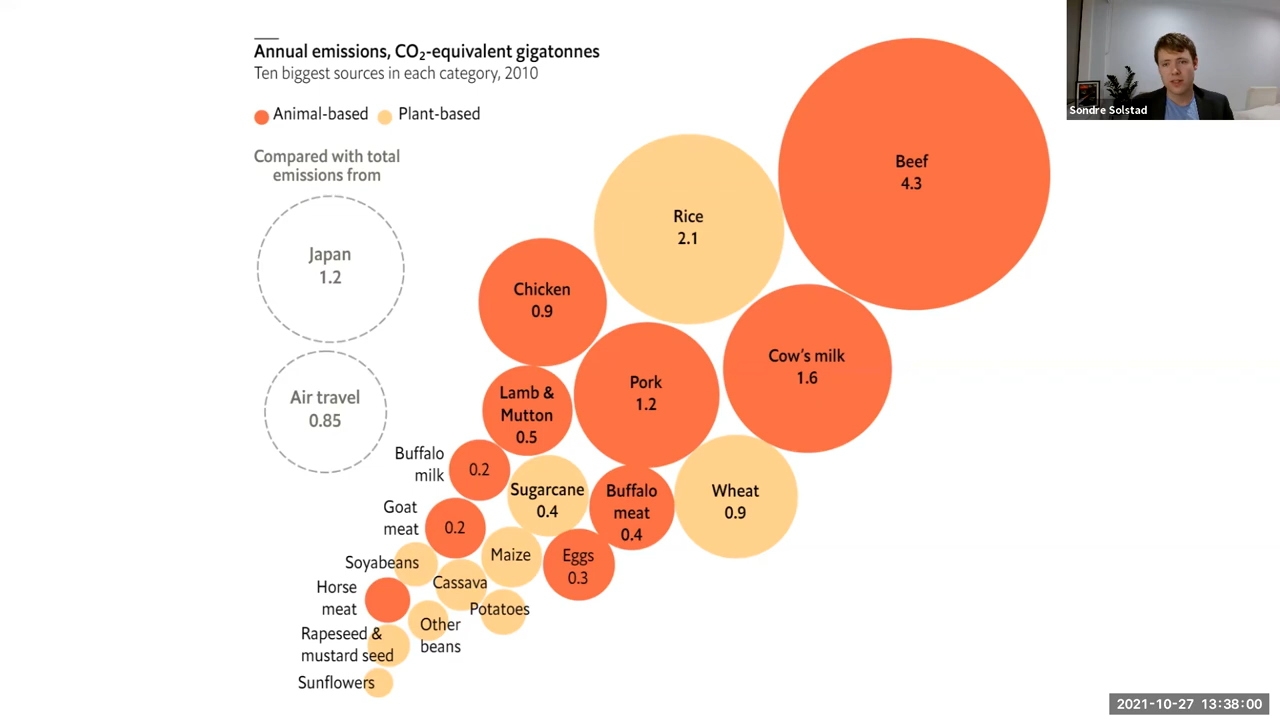 Annual emissions, CO₂-equivalent gigatonnes
Ten biggest sources in each category, 2010
Animal-based
Plant-based
Compared with total
emissions from
Japan
1.2
Air travel
0.85
Beef
4.3
Rice
2.1
Chicken
0.9
Cow's milk
1.6
Pork
1.2
Lamb &
Mutton
0.5
Buffalo
milk
0.2
Sugarcane
0.4
Buffalo
meat
0.4
Wheat
0.9
Goat
meat
0.2
Maize
Eggs
0.3
Soyabeans
Cassava
Horse
meat
Potatoes
Other
beans
Rapeseed &
mustard seed
Sunflowers
Sondre Solstad
2021-10-27 13:38:00